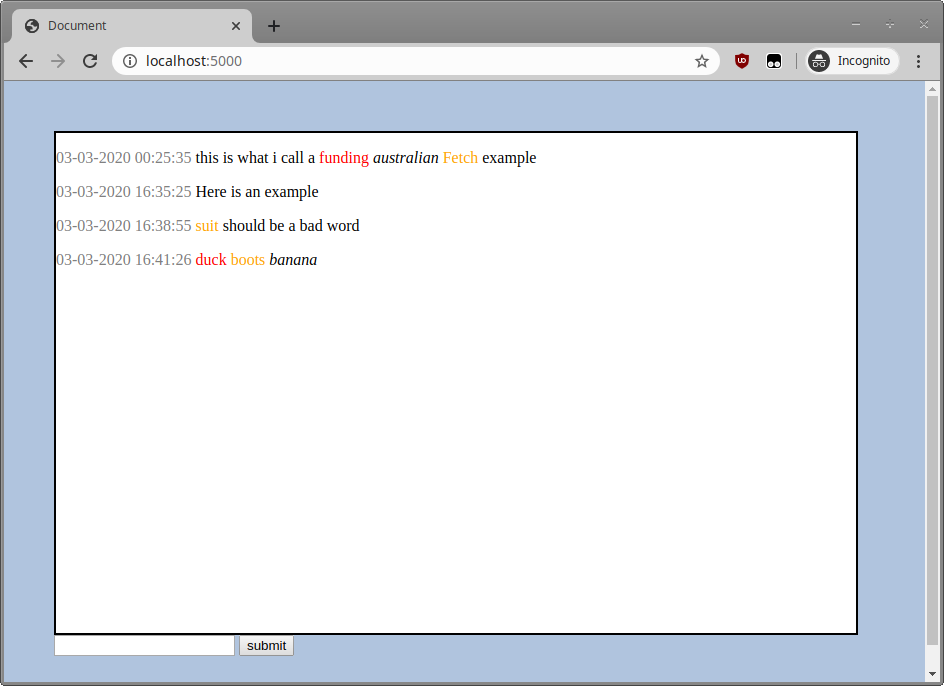 Document
localhost:5000
Incognito
03-03-2020 00:25:35 this is what i call a funding australian Fetch example
03-03-2020 16:35:25 Here is an example
03-03-2020 16:38:55 suit should be a bad word
03-03-2020 16:41:26 duck boots banana
submit